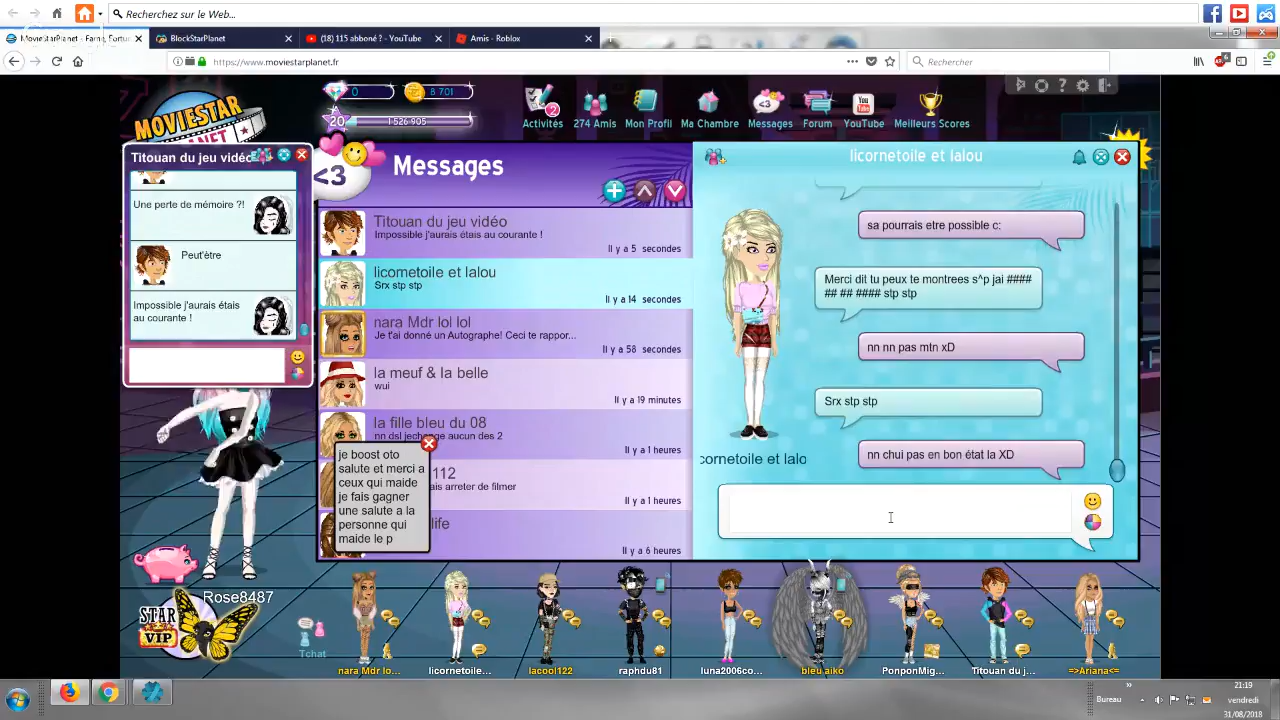 Recherchez sur le Web...
MovieStarPlanet - Fame, Fortu
BlockStarPlanet
(18) 115 abboné ? - YouTube
Amis - Roblox
https://www.moviestarplanet.fr
Rechercher
MOVIESTAR
PLANET
0
8 701
20
1 526 905
2
<3
You
Tube
Activités
274 Amis
Mon Profil
Ma Chambre
Messages
Forum
YouTube
Meilleurs Scores
Titouan du jeu vidéo
Une perte de mémoire ?!
Peut'être
Impossible j'aurais étais
au courante !
<3
Messages
Titouan du jeu vidéo
Impossible j'aurais étais au courante !
Il y a 5 secondes
licornetoile et lalou
Srx stp stp
Il y a 14 secondes
nara Mdr lol lol
Je t'ai donné un Autographe! Ceci te rappor...
Il y a 58 secondes
la meuf & la belle
wui
Il y a 19 minutes
la fille bleu du 08
nn dsl jechange aucun des 2
Il y a 1 heures
112
ais arreter de filmer
Il y a 1 heures
life
Il y a 6 heures
je boost oto
salute et merci a
ceux qui maide
je fais gagner
une salute a la
personne qui
maide le p
licornetoile et lalou
sa pourrais etre possible c:
Merci dit tu peux te montrees s^p jai ####
## ## #### stp stp
nn nn pas mtn xD
Srx stp stp
nn chui pas en bon état la XD
cornetoile et lalo
STAR
VIP
Rose8487
Tchat
nara Mdr lo...
licornetoile...
lacool122
raphdu81
luna2006co...
bleu aiko
PonponMig...
Titouan du j...
=>Ariana<=
Bureau
»
21:19
vendredi
31/08/2018